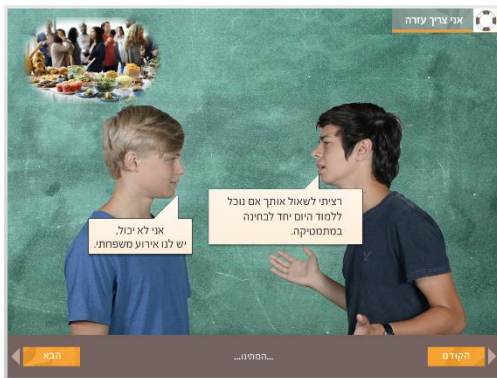 אני צריך עזרה
רציתי לשאול אותך אם נוכל
ללמוד היום יחד לבחינה
במתמטיקה.
אני לא יכול,
יש לנו אירוע משפחתי.
הקודם
...המתינו...
הבא